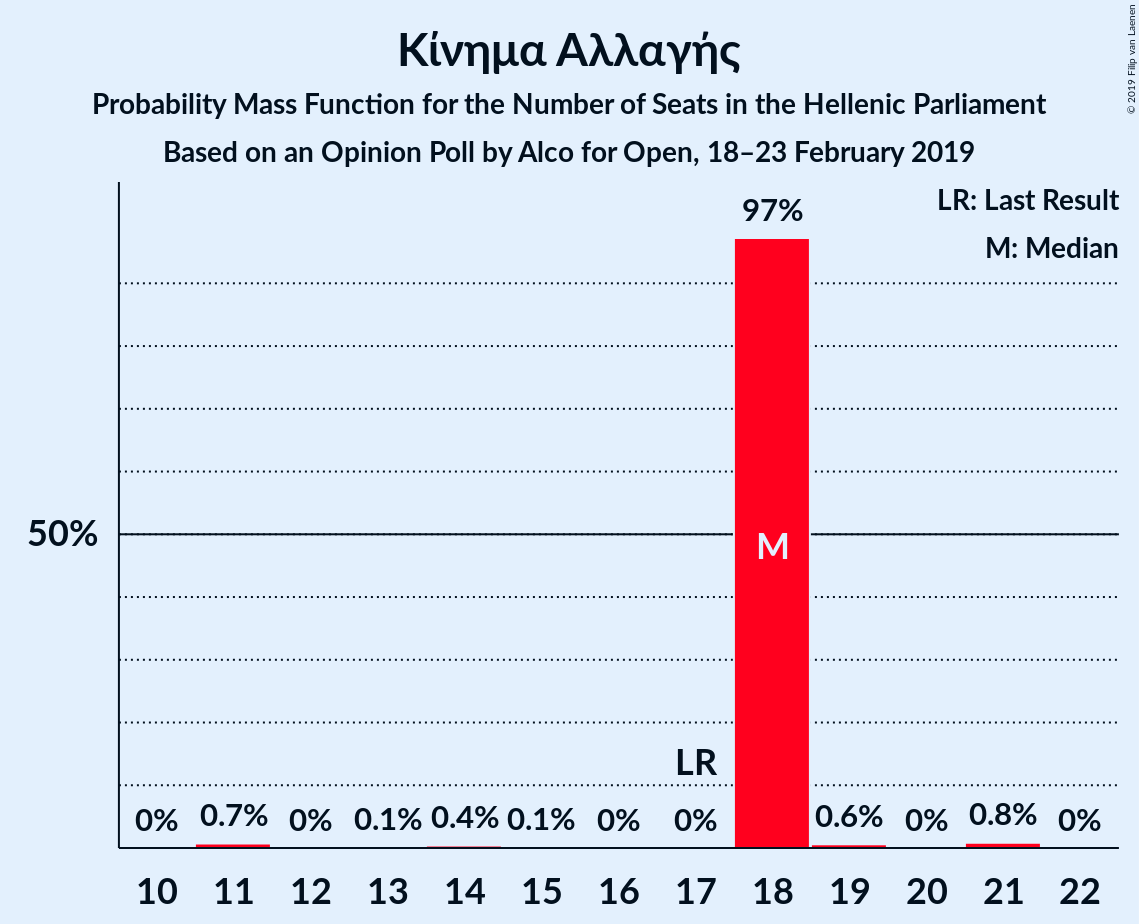 Κίνημα Αλλαγής
Probability Mass Function for the Number of Seats in the Hellenic Parliament
Based on an Opinion Poll by Alco for Open, 18–23 February 2019
© 2019 Filip van Laenen
LR: Last Result
M: Median
97%
50%
M
LR
0% 0.7% 0% 0.1% 0.4% 0.1% 0% 0% 0.6% 0% 0.8% 0%
10 11 12 13 14 15 16 17 18 19 20 21 22